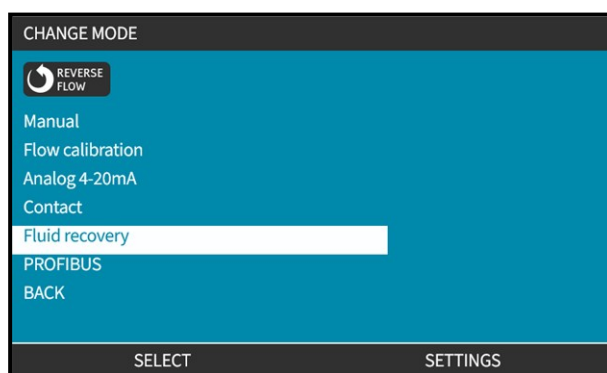 CHANGE MODE
REVERSE
FLOW
Manual
Flow calibration
Analog 4-20mA
Contact
Fluid recovery
PROFIBUS
BACK
SELECT SETTINGS